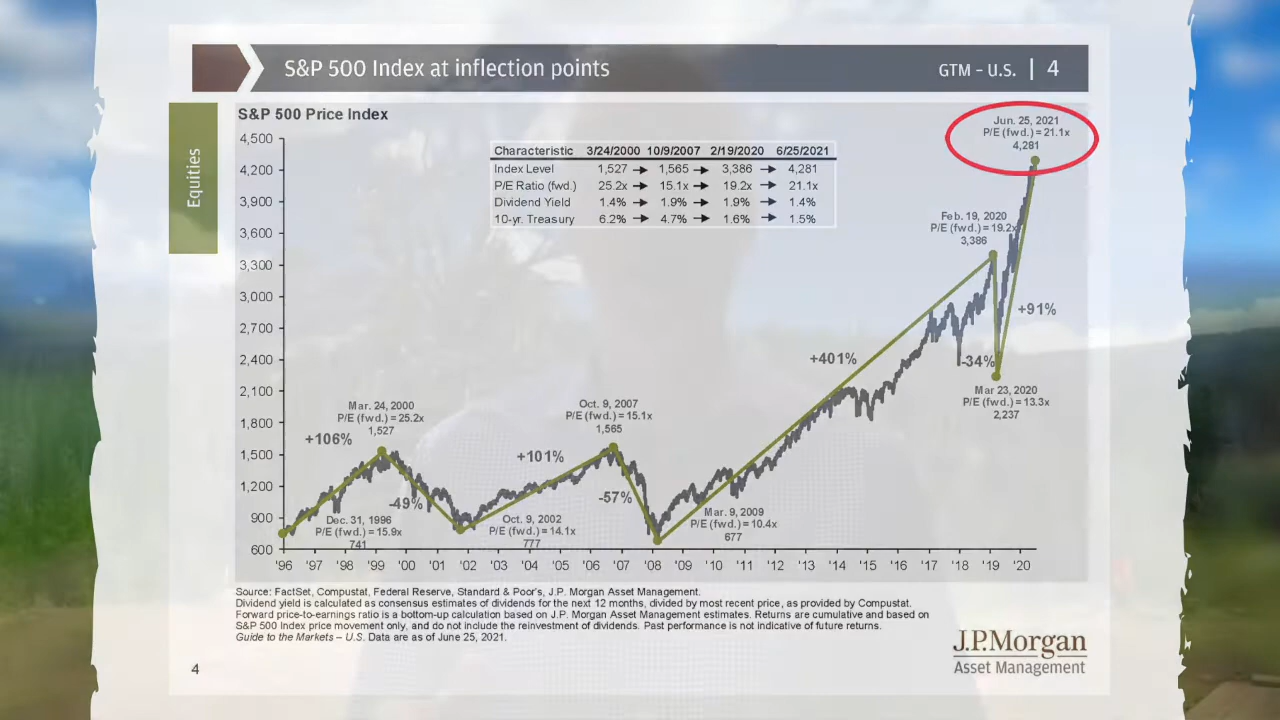 S&P 500 Index at inflection points
GTM – U.S. | 4
Equities
S&P 500 Price Index
Characteristic 3/24/2000 10/9/2007 2/19/2020 6/25/2021
Index Level 1,527 → 1,565 → 3,386 → 4,281
P/E Ratio (fwd.) 25.2x → 15.1x → 19.2x → 21.1x
Dividend Yield 1.4% → 1.9% → 1.9% → 1.4%
10-yr. Treasury 6.2% → 4.7% → 1.6% → 1.5%
Jun. 25, 2021
P/E (fwd.) = 21.1x
4,281
4,500
4,200
3,900
3,600
3,300
3,000
2,700
2,400
2,100
1,800
1,500
1,200
900
600
Feb. 19, 2020
P/E (fwd.) = 19.2x
3,386
+91%
+401%
-34%
Mar 23, 2020
P/E (fwd.) = 13.3x
2,237
Mar. 24, 2000
P/E (fwd.) = 25.2x
1,527
Oct. 9, 2007
P/E (fwd.) = 15.1x
1,565
+106%
+101%
-49%
-57%
Dec. 31, 1996
P/E (fwd.) = 15.9x
741
Oct. 9, 2002
P/E (fwd.) = 14.1x
777
Mar. 9, 2009
P/E (fwd.) = 10.4x
677
'96 '97 '98 '99 '00 '01 '02 '03 '04 '05 '06 '07 '08 '09 '10 '11 '12 '13 '14 '15 '16 '17 '18 '19 '20
Source: FactSet, Compustat, Federal Reserve, Standard & Poor's, J.P. Morgan Asset Management.
Dividend yield is calculated as consensus estimates of dividends for the next 12 months, divided by most recent price, as provided by Compustat.
Forward price-to-earnings ratio is a bottom-up calculation based on J.P. Morgan Asset Management estimates. Returns are cumulative and based on
S&P 500 Index price movement only, and do not include the reinvestment of dividends. Past performance is not indicative of future returns.
Guide to the Markets – U.S. Data are as of June 25, 2021.
J.P.Morgan
Asset Management
4